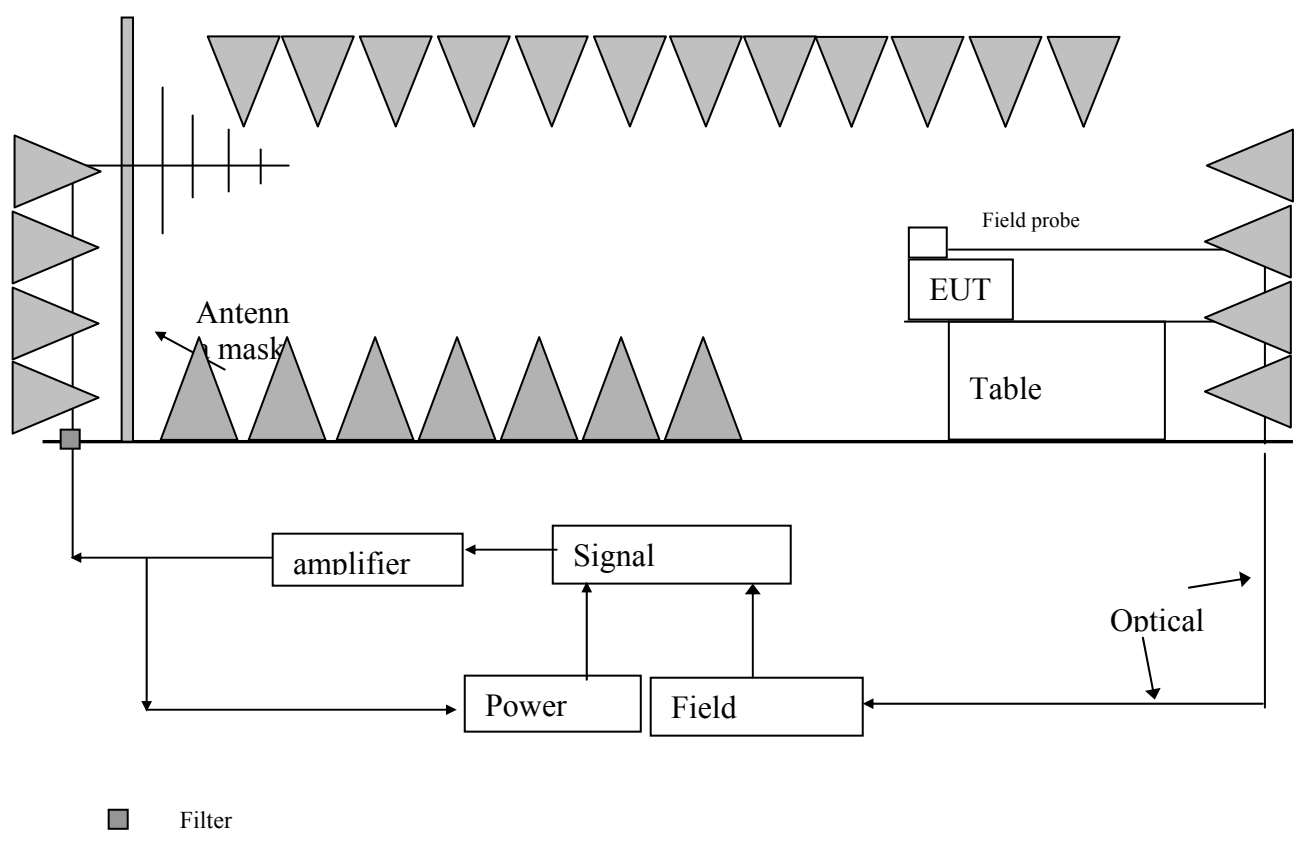 Field probe
EUT
Antenn
a mask
Table
amplifier
Signal
Optical
Power
Field
Filter